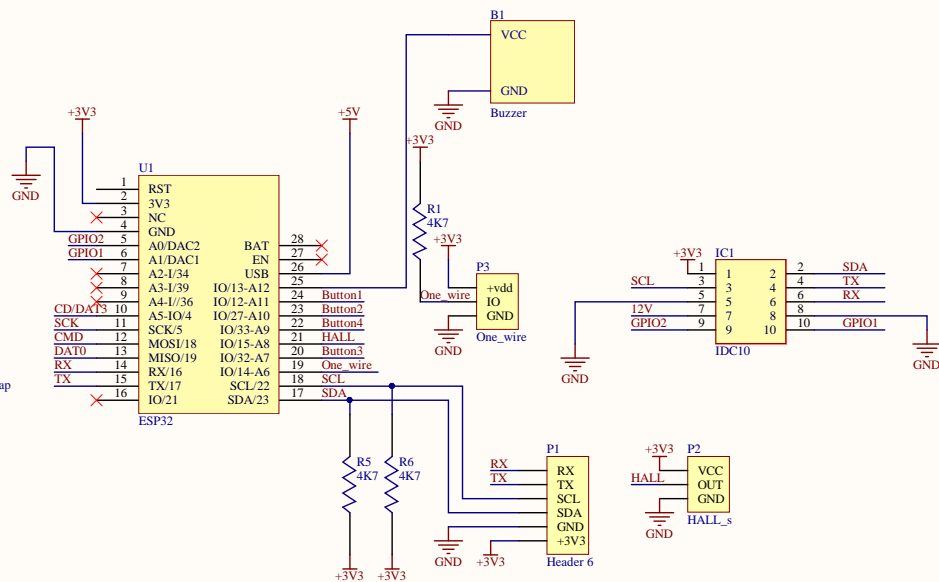 B1
VCC
GND
Buzzer
GND
+3V3
+5V
+3V3
GND
U1
1 RST
2 3V3
3 NC
4 GND
GPIO2 5 A0/DAC2
GPIO1 6 A1/DAC1
7 A2-I/34
8 A3-I/39
9 A4-I//36
CD/DAT3 10 A5-IO/4
SCK 11 SCK/5
CMD 12 MOSI/18
DAT0 13 MISO/19
RX 14 RX/16
TX 15 TX/17
16 IO/21
BAT 28
EN 27
USB 26
IO/13-A12 25
IO/12-A11 24 Button1
IO/27-A10 23 Button2
IO/33-A9 22 Button4
IO/15-A8 21 HALL
IO/32-A7 20 Button3
IO/14-A6 19 One_wire
SCL/22 18 SCL
SDA/23 17 SDA
ESP32
ap
R1
4K7
+3V3
P3
+vdd
One_wire IO
GND
GND
One_wire
IC1
+3V3 1 1
2 2 SDA
SCL 3 3
4 4 TX
5 5
6 6 RX
12V 7 7
8 8
GPIO2 9 9
10 10 GPIO1
IDC10
GND
GND
R5
4K7
R6
4K7
+3V3
+3V3
P1
RX RX
TX TX
SCL
SDA
GND
+3V3
GND
+3V3
Header 6
P2
+3V3
VCC
HALL OUT
GND
GND
HALL_s